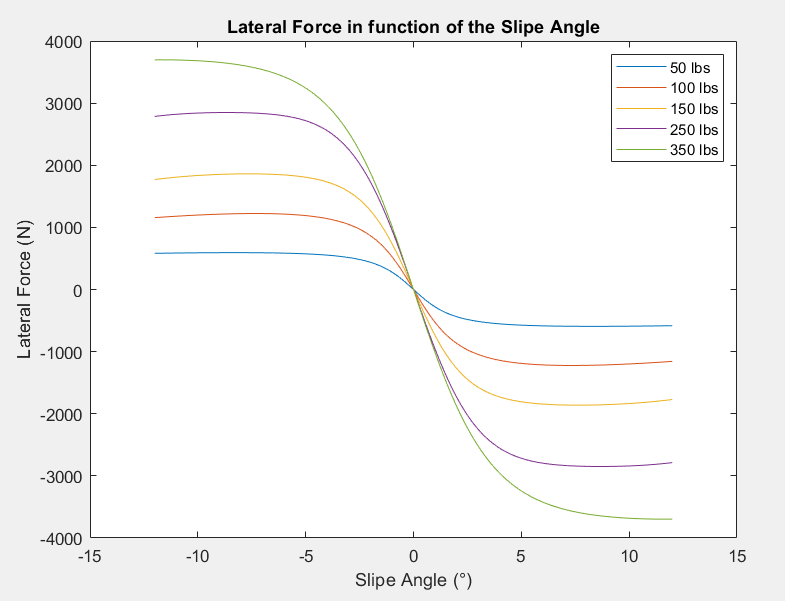 Lateral Force in function of the Slipe Angle
4000
3000
2000
1000
0
-1000
-2000
-3000
-4000
Lateral Force (N)
50 lbs
100 lbs
150 lbs
250 lbs
350 lbs
-15
-10
-5
0
5
10
15
Slipe Angle (°)